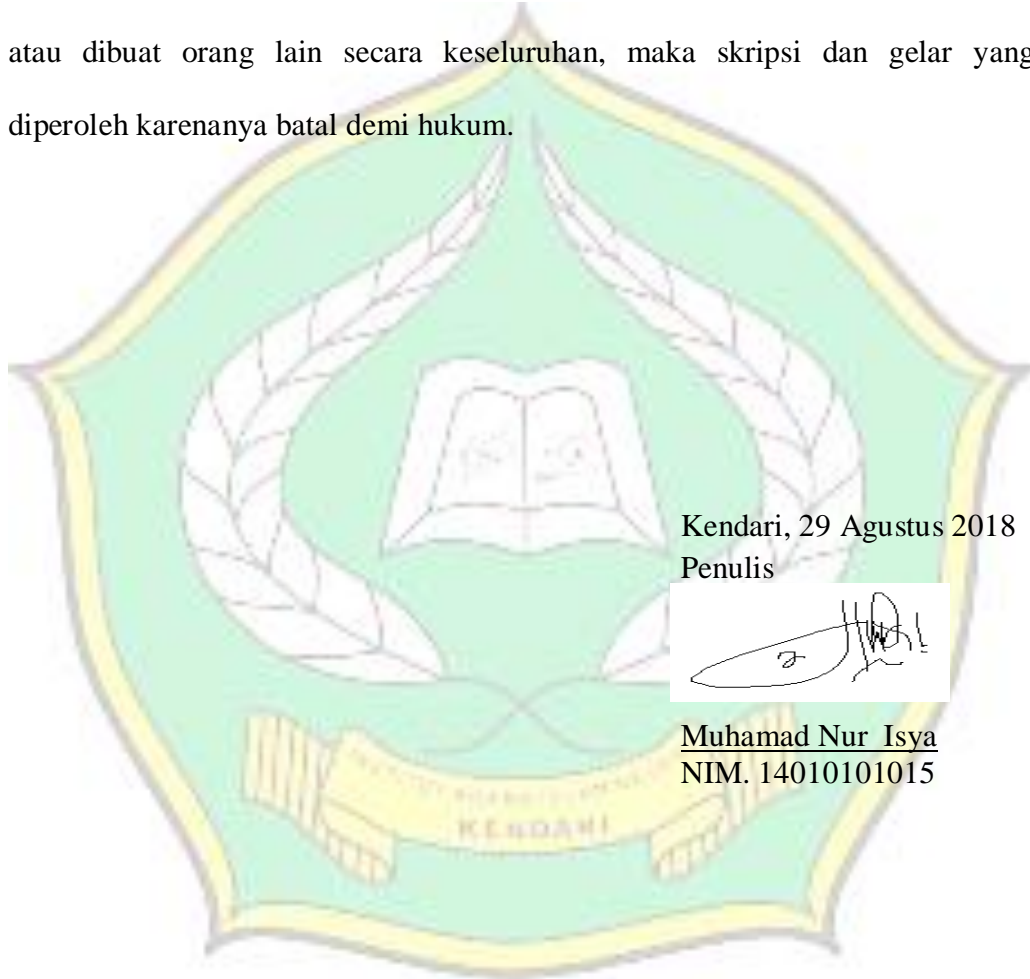 atau dibuat orang lain secara keseluruhan, maka skripsi dan gelar yang
diperoleh karenanya batal demi hukum.
Kendari, 29 Agustus 2018
Penulis
Muhamad Nur Isya
NIM. 14010101015
KENDARI